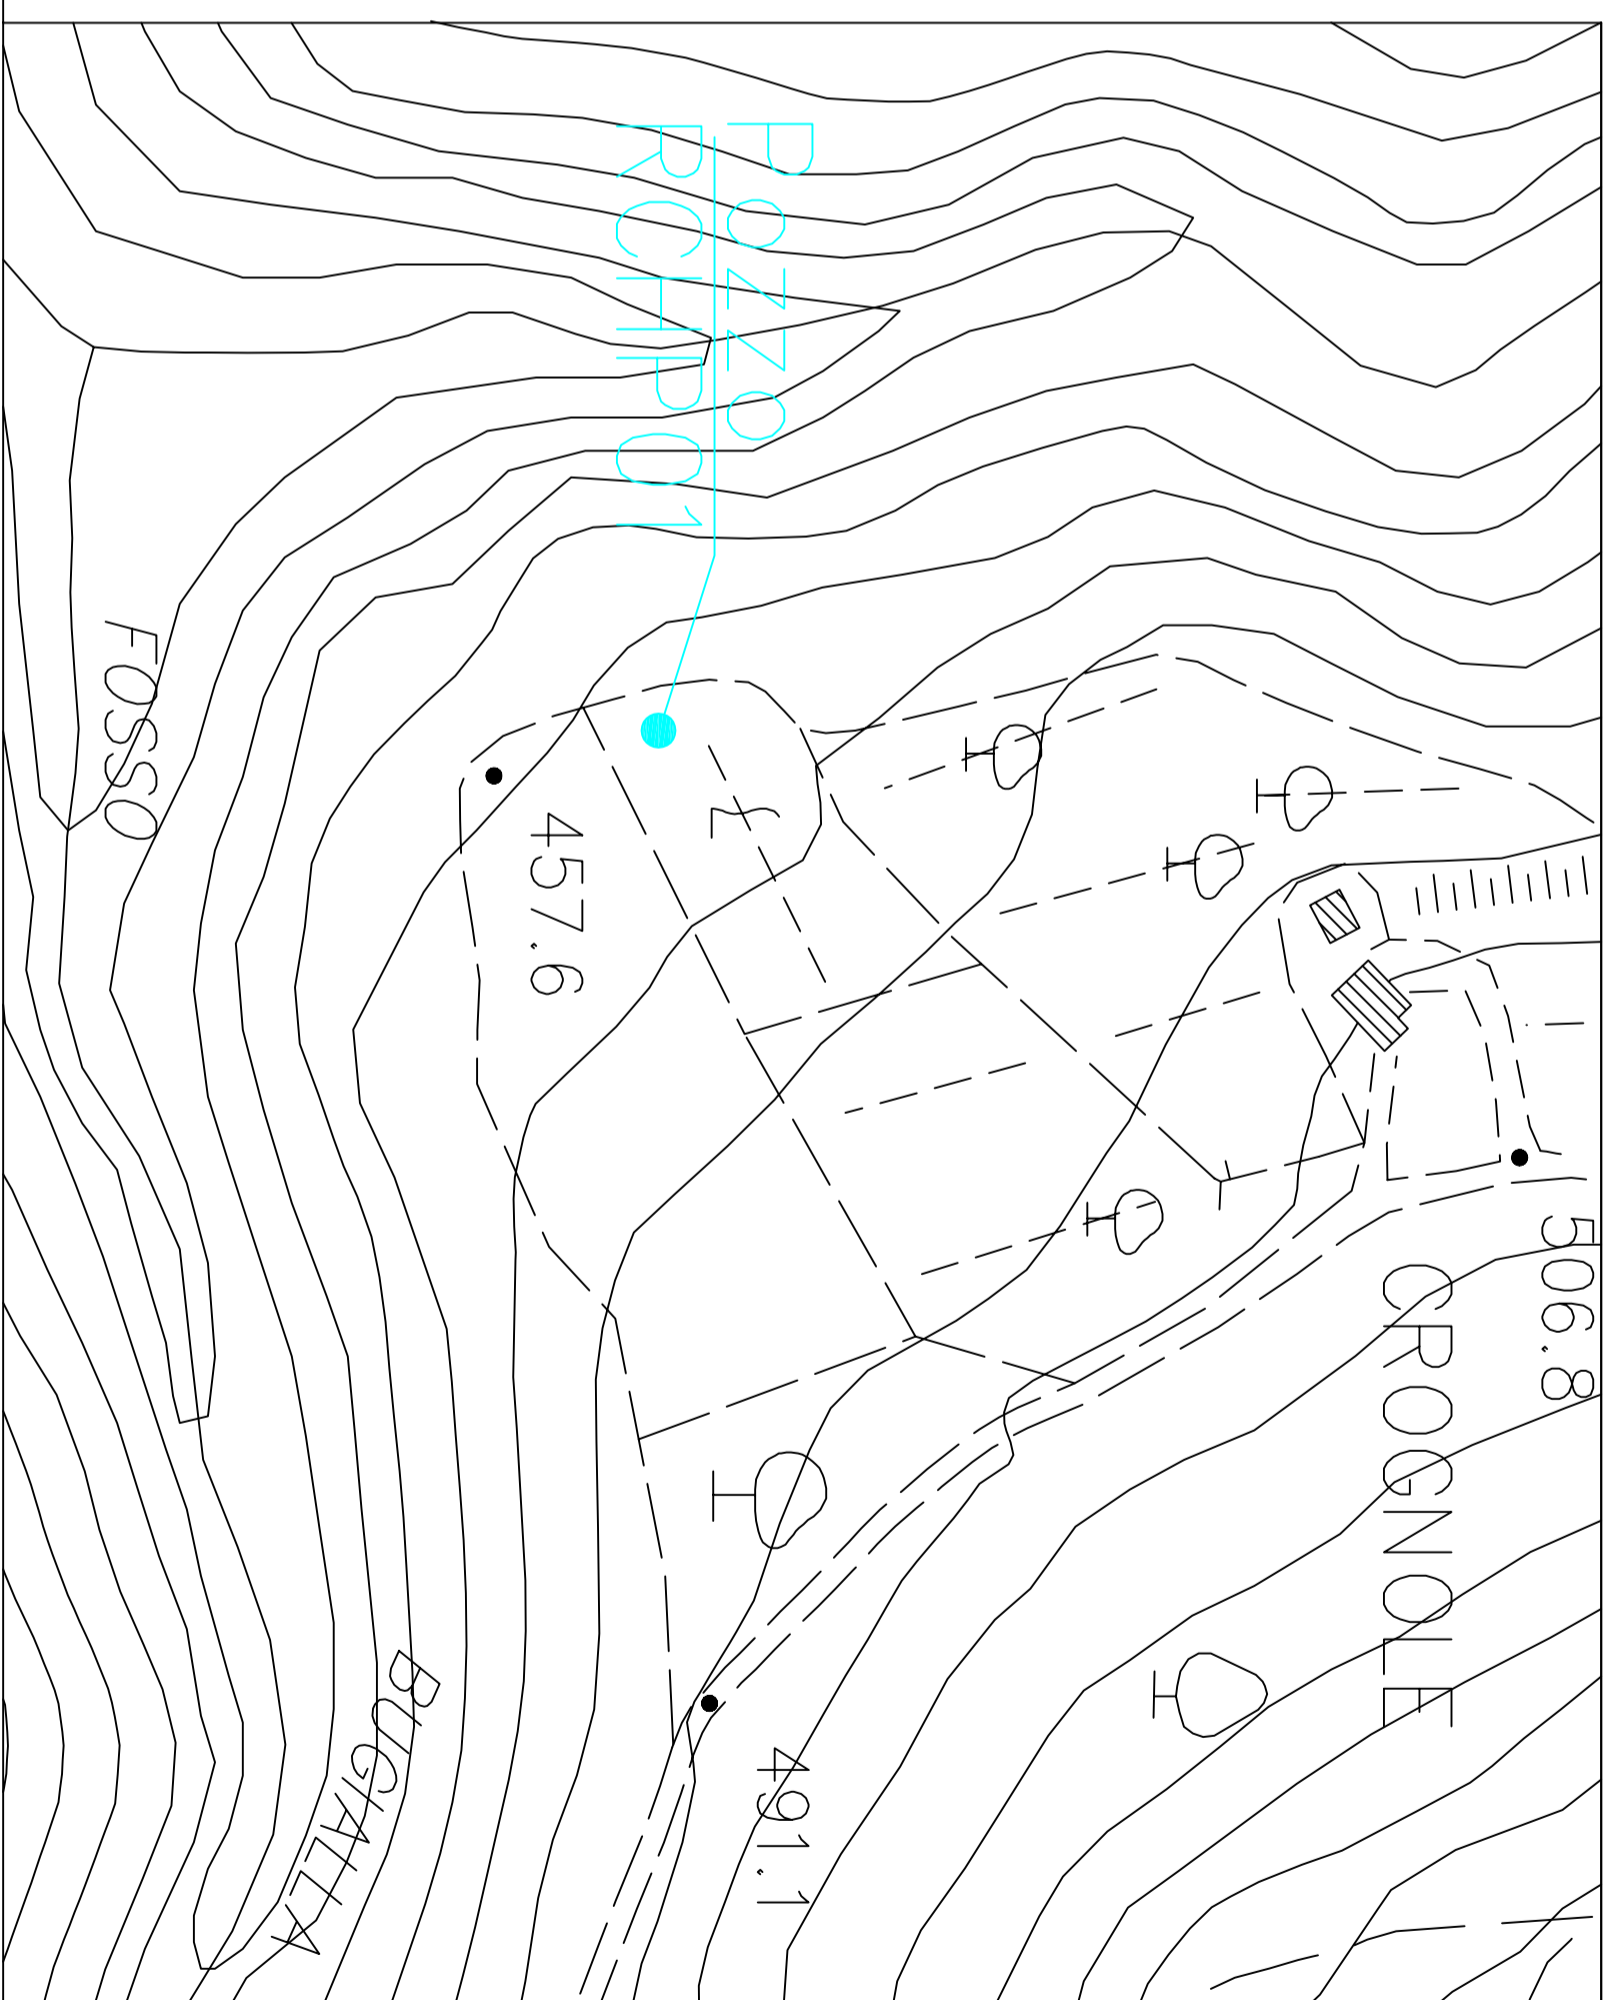 POZZO
RCHP01
506.8
CROGNOLE
491.1
457.6
FOSSO
BUGIALLA